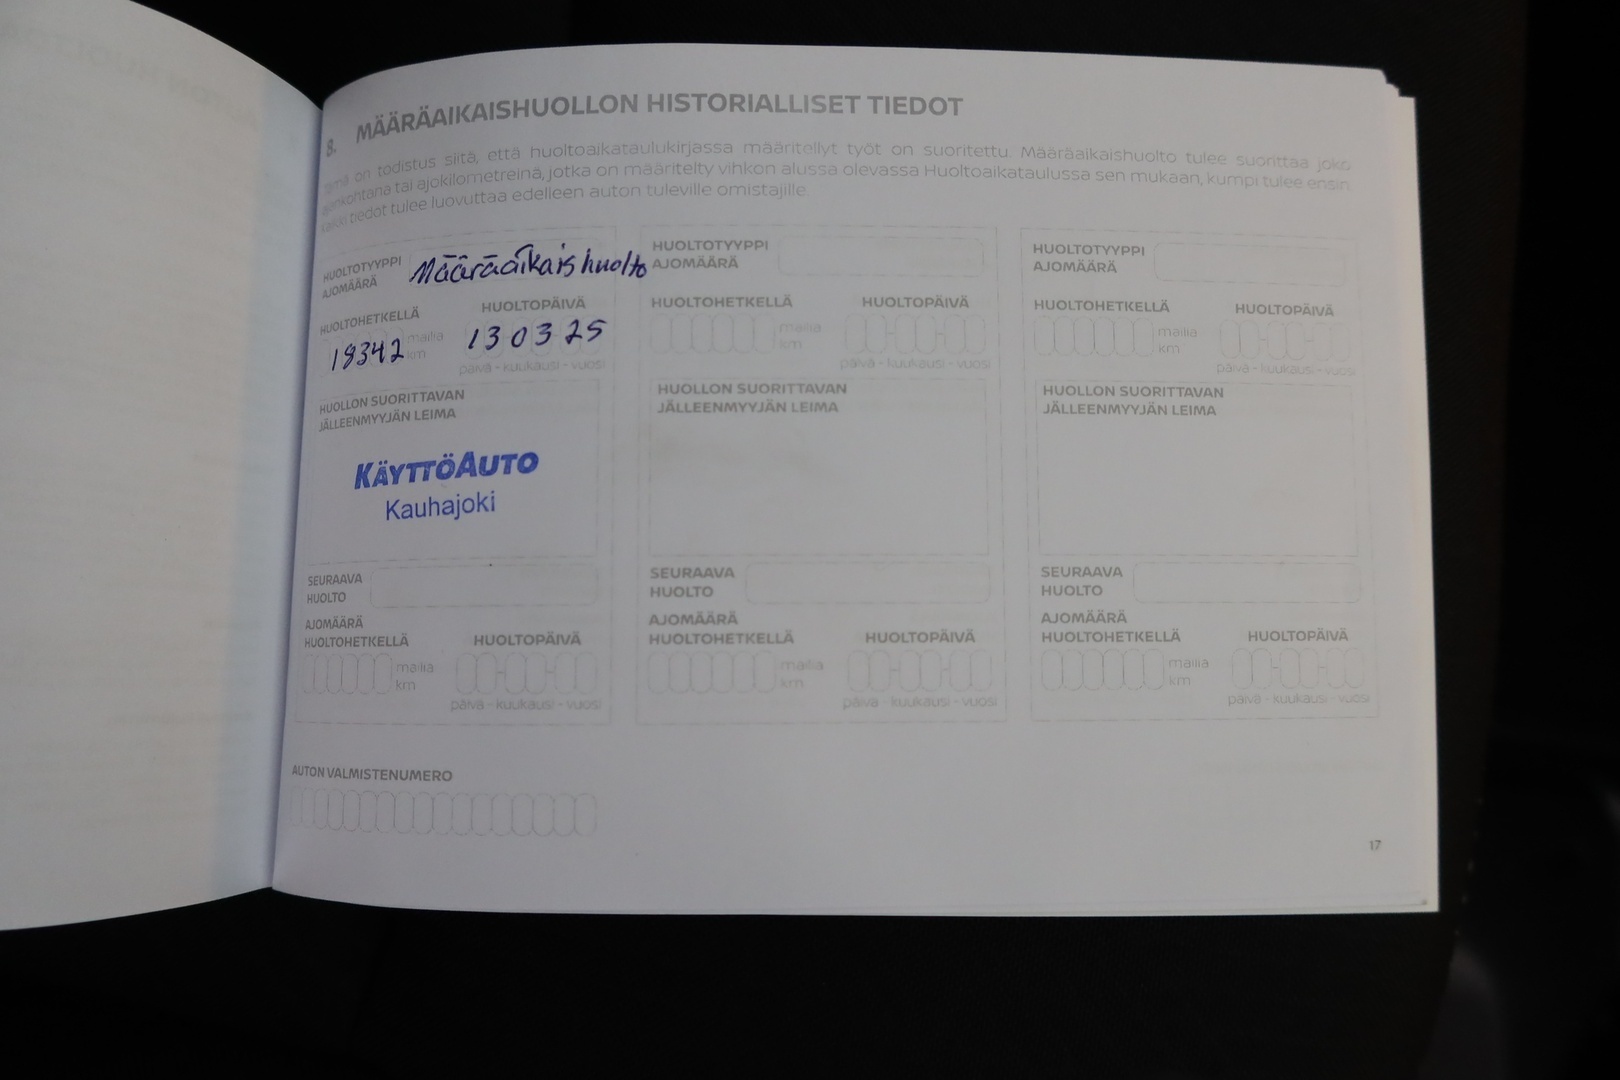 8. MÄÄRÄAIKAISHUOLLON HISTORIALLISET TIEDOT
Tämä on todistus siitä, että huoltoaikataulukirjassa määritellyt työt on suoritettu. Määräaikaishuolto tulee suorittaa joko
ajankohtana tai ajokilometreinä, jotka on määritelty vihkon alussa olevassa Huoltoaikataulussa sen mukaan, kumpi tulee ensin.
Kaikki tiedot tulee luovuttaa edelleen auton tuleville omistajille.
HUOLTOTYYPPI Määräaikaishuolto
AJOMÄÄRÄ
HUOLTOHETKELLÄ HUOLTOPÄIVÄ
18342 mailia km 13 03 25
päivä - kuukausi - vuosi
HUOLLON SUORITTAVAN
JÄLLEENMYYJÄN LEIMA
KÄYTTÖAUTO
Kauhajoki
SEURAAVA
HUOLTO
AJOMÄÄRÄ
HUOLTOHETKELLÄ HUOLTOPÄIVÄ
mailia
km
päivä - kuukausi - vuosi
HUOLTOTYYPPI
AJOMÄÄRÄ
HUOLTOHETKELLÄ HUOLTOPÄIVÄ
mailia
km
päivä - kuukausi - vuosi
HUOLLON SUORITTAVAN
JÄLLEENMYYJÄN LEIMA
SEURAAVA
HUOLTO
AJOMÄÄRÄ
HUOLTOHETKELLÄ HUOLTOPÄIVÄ
mailia
km
päivä - kuukausi - vuosi
HUOLTOTYYPPI
AJOMÄÄRÄ
HUOLTOHETKELLÄ HUOLTOPÄIVÄ
mailia
km
päivä - kuukausi - vuosi
HUOLLON SUORITTAVAN
JÄLLEENMYYJÄN LEIMA
SEURAAVA
HUOLTO
AJOMÄÄRÄ
HUOLTOHETKELLÄ HUOLTOPÄIVÄ
mailia
km
päivä - kuukausi - vuosi
AUTON VALMISTENUMERO
17